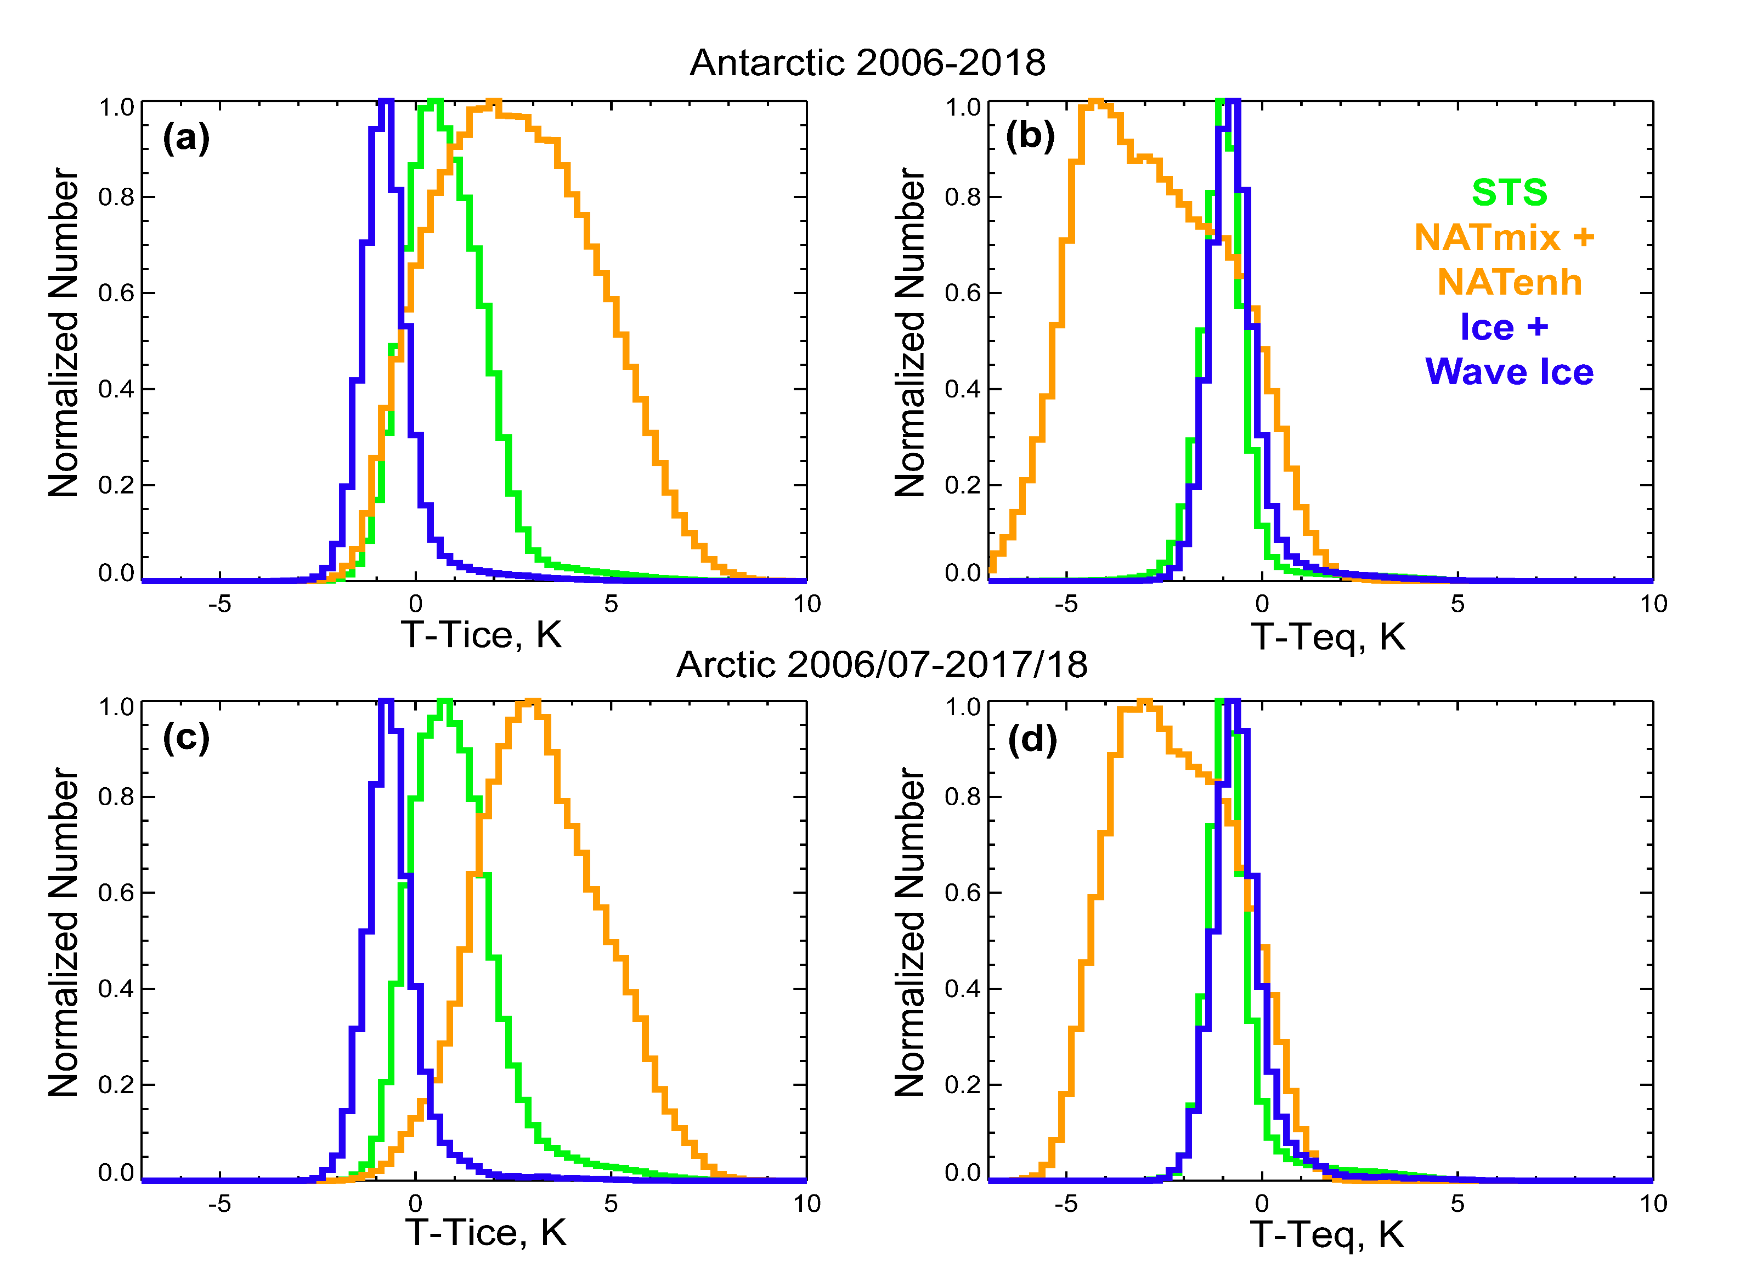 Antarctic 2006-2018
(a)
Normalized Number
1.0
0.8
0.6
0.4
0.2
0.0
-5
0
5
10
T-Tice, K
(b)
Normalized Number
1.0
0.8
0.6
0.4
0.2
0.0
-5
0
5
10
T-Teq, K
STS
NATmix +
NATenh
Ice +
Wave Ice
Arctic 2006/07-2017/18
(c)
Normalized Number
1.0
0.8
0.6
0.4
0.2
0.0
-5
0
5
10
T-Tice, K
(d)
Normalized Number
1.0
0.8
0.6
0.4
0.2
0.0
-5
0
5
10
T-Teq, K